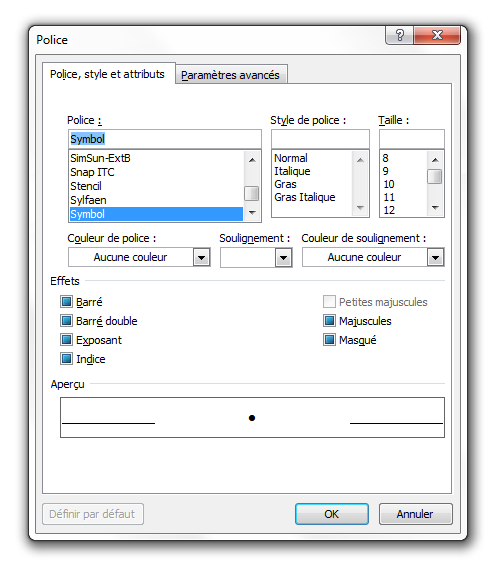 Police
Police, style et attributs Paramètres avancés
Police : Style de police : Taille :
Symbol
SimSun-ExtB Normal 8
Snap ITC Italique 9
Stencil Gras 10
Sylfaen Gras Italique 11
Symbol 12
Couleur de police : Soulignement : Couleur de soulignement :
Aucune couleur Aucune couleur
Effets
Barré Petites majuscules
Barré double Majuscules
Exposant Masqué
Indice
Aperçu
Définir par défaut OK Annuler